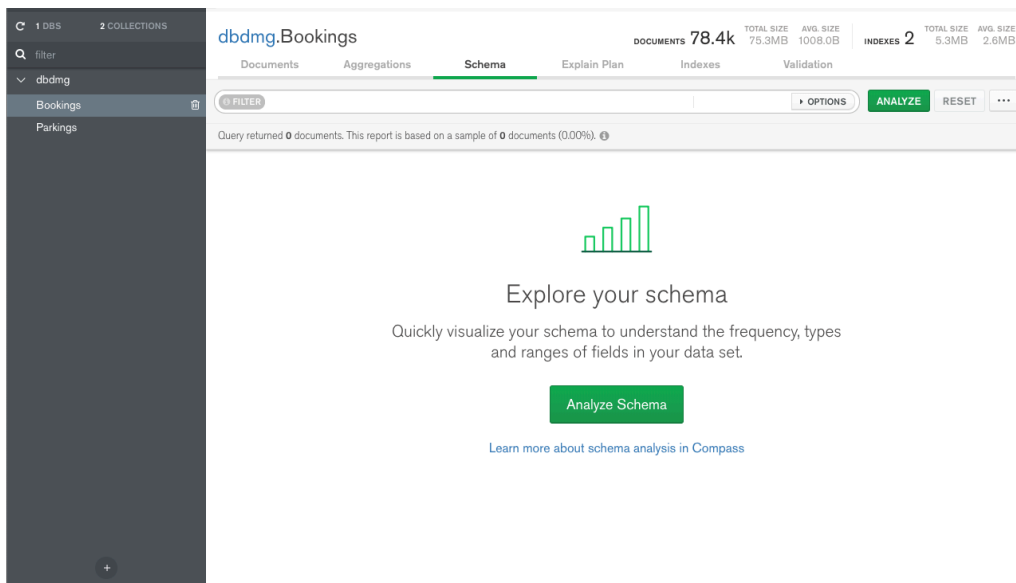 1 DBS 2 COLLECTIONS
filter
dbdmg
Bookings
Parkings
dbdmg.Bookings
DOCUMENTS 78.4k TOTAL SIZE 75.3MB AVG. SIZE 1008.0B INDEXES 2 TOTAL SIZE 5.3MB AVG. SIZE 2.6MB
Documents Aggregations Schema Explain Plan Indexes Validation
FILTER OPTIONS ANALYZE RESET ...
Query returned 0 documents. This report is based on a sample of 0 documents (0.00%).
Explore your schema
Quickly visualize your schema to understand the frequency, types
and ranges of fields in your data set.
Analyze Schema
Learn more about schema analysis in Compass
+